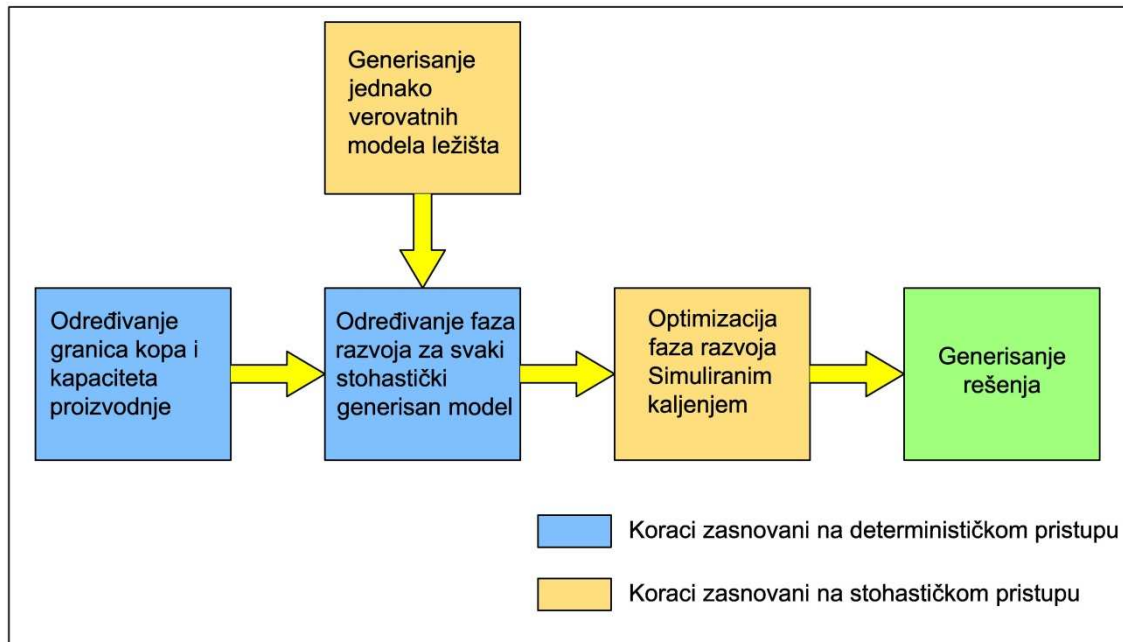 Generisanje
jednako
verovatnih
modela ležišta
Određivanje
granica kopa i
kapaciteta
proizvodnje
Određivanje faza
razvoja za svaki
stohastički
generisan model
Optimizacija
faza razvoja
Simuliranim
kaljenjem
Generisanje
rešenja
Koraci zasnovani na determinističkom pristupu
Koraci zasnovani na stohastičkom pristupu